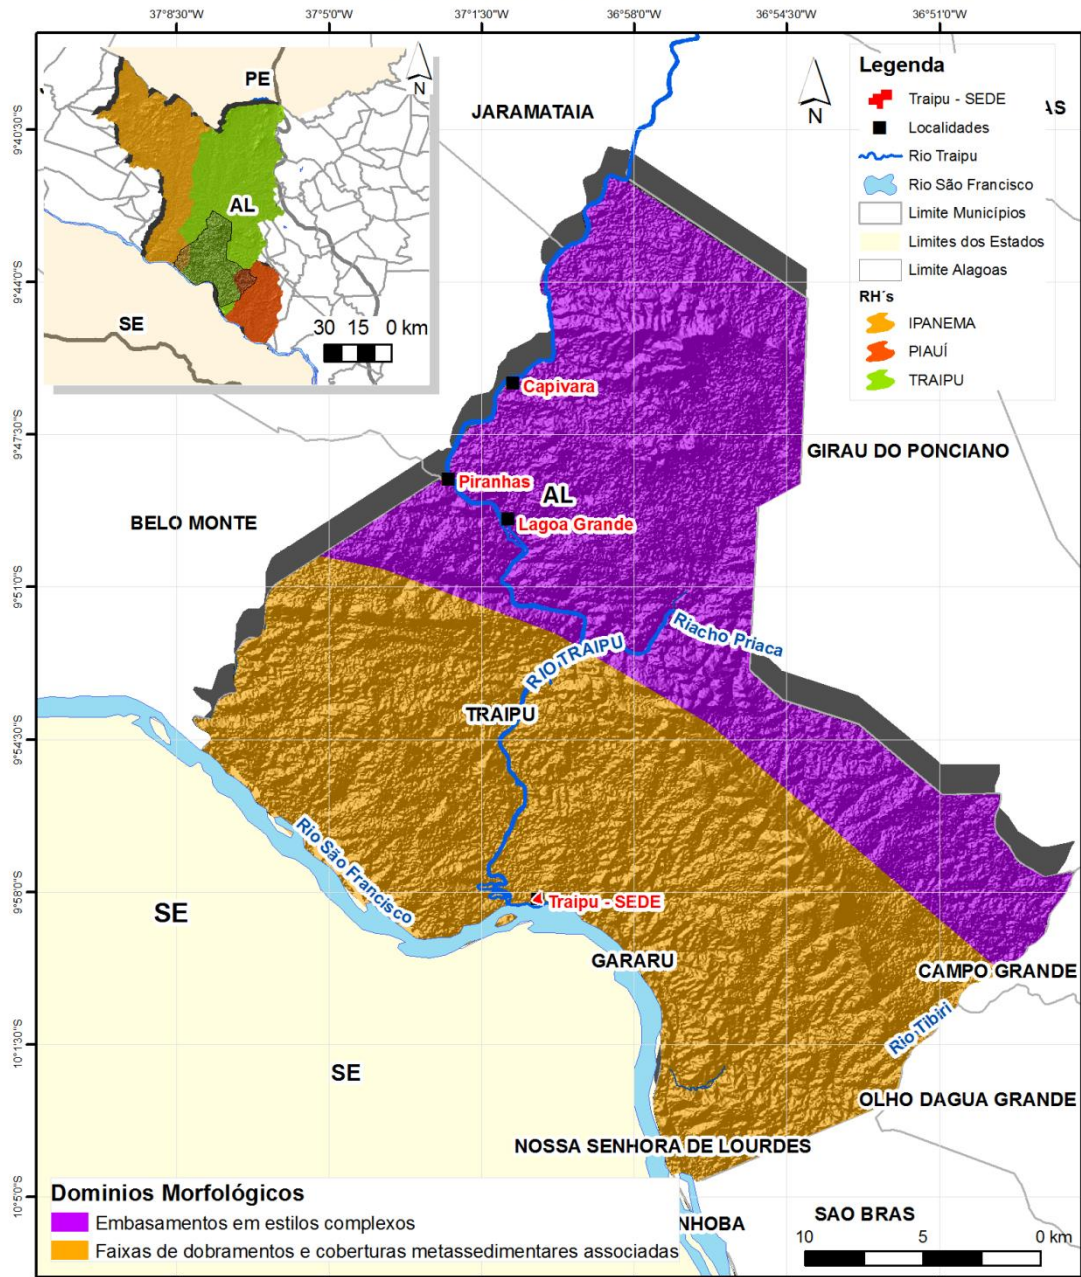 37°8'30"W
37°5'0"W
37°1'30"W
36°58'0"W
36°54'30"W
36°51'0"W
9°40'30"S
9°44'0"S
9°47'30"S
9°51'0"S
9°54'30"S
9°58'0"S
10°1'30"S
10°5'0"S
PE
N
AL
SE
30 15 0 km
JARAMATAIA
N
AS
Legenda
Traipu - SEDE
Localidades
Rio Traipu
Rio São Francisco
Limite Municípios
Limites dos Estados
Limite Alagoas
RH´s
IPANEMA
PIAUÍ
TRAIPU
Capivara
GIRAU DO PONCIANO
Piranhas
AL
BELO MONTE
Lagoa Grande
Riacho Priaca
RIO TRAIPU
TRAIPU
Rio São Francisco
Traipu - SEDE
SE
GARARU
CAMPO GRANDE
Rio Tibiri
SE
OLHO DAGUA GRANDE
NOSSA SENHORA DE LOURDES
Dominios Morfológicos
Embasamentos em estilos complexos
Faixas de dobramentos e coberturas metassedimentares associadas
NHOBA
SAO BRAS
10 5 0 km